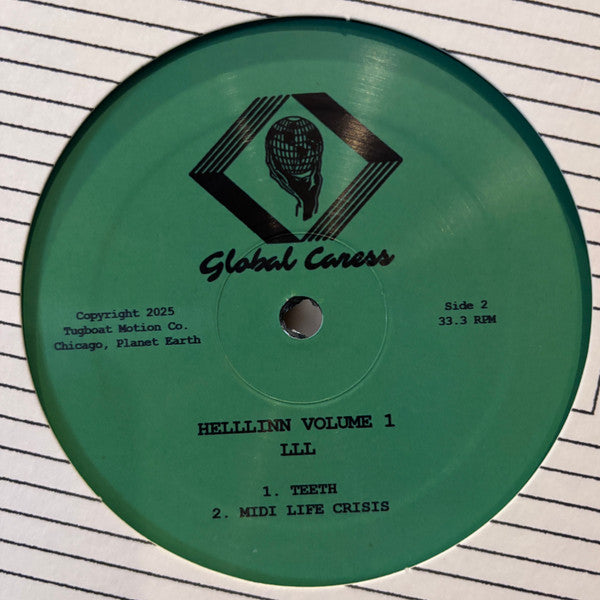 Global Caress
Copyright 2025
Tugboat Motion Co.
Chicago, Planet Earth
Side 2
33.3 RPM
HELLLINN VOLUME 1
LLL
1. TEETH
2. MIDI LIFE CRISIS